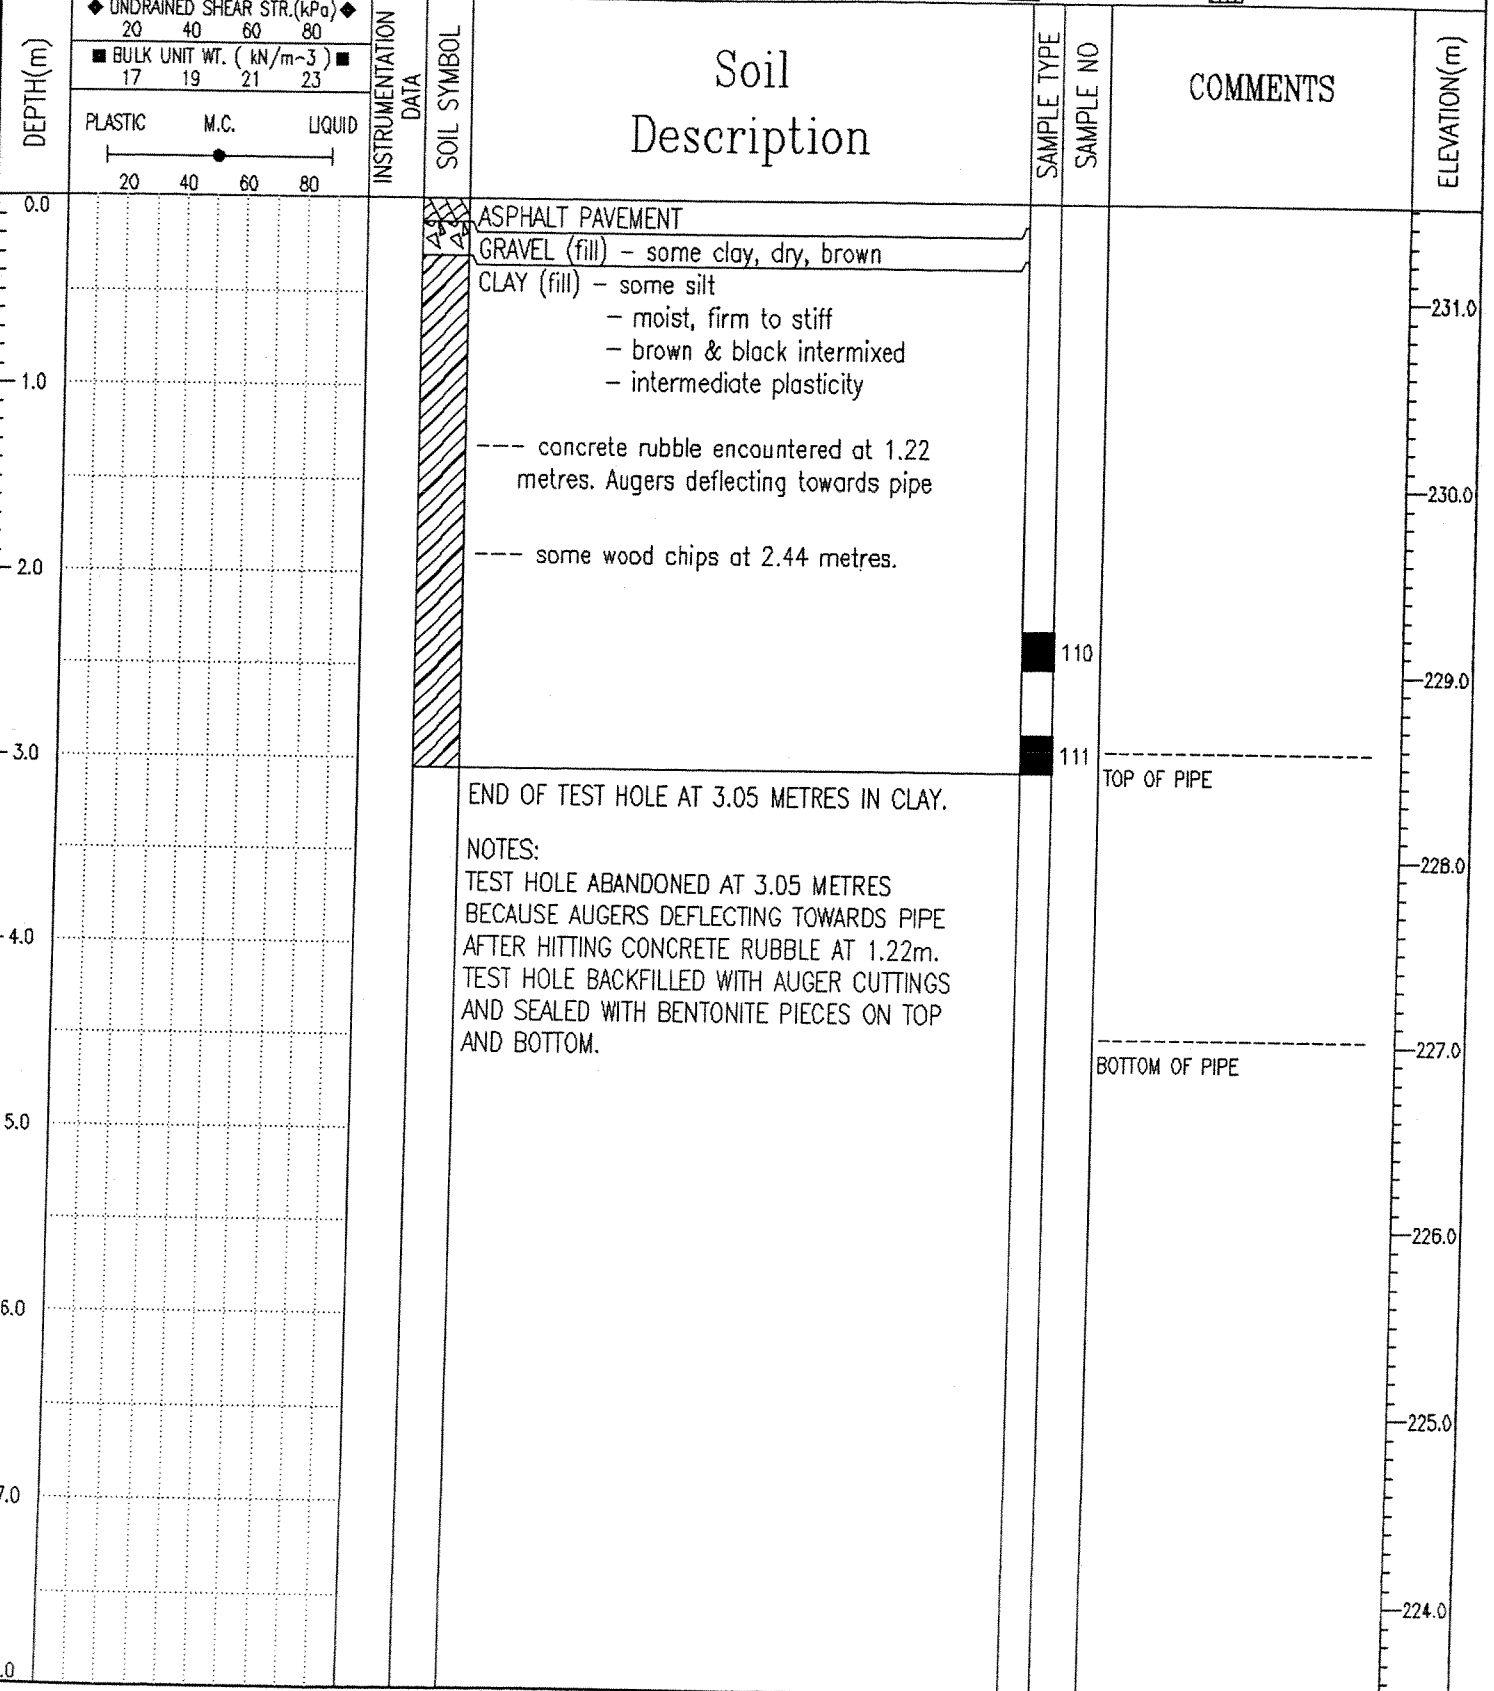 ◆ UNDRAINED SHEAR STR.(kPa) ◆
20 40 60 80
■ BULK UNIT WT. ( kN/m~3 ) ■
17 19 21 23
PLASTIC M.C. LIQUID
20 40 60 80
DEPTH(m)
INSTRUMENTATION
DATA
SOIL SYMBOL
Soil
Description
SAMPLE TYPE
SAMPLE NO
COMMENTS
ELEVATION(m)
0.0
ASPHALT PAVEMENT
GRAVEL (fill) – some clay, dry, brown
CLAY (fill) – some silt
– moist, firm to stiff
231.0
– brown & black intermixed
1.0
– intermediate plasticity
––– concrete rubble encountered at 1.22
metres. Augers deflecting towards pipe
230.0
––– some wood chips at 2.44 metres.
2.0
110
229.0
3.0
111
TOP OF PIPE
END OF TEST HOLE AT 3.05 METRES IN CLAY.
NOTES:
228.0
TEST HOLE ABANDONED AT 3.05 METRES
BECAUSE AUGERS DEFLECTING TOWARDS PIPE
4.0
AFTER HITTING CONCRETE RUBBLE AT 1.22m.
TEST HOLE BACKFILLED WITH AUGER CUTTINGS
AND SEALED WITH BENTONITE PIECES ON TOP
AND BOTTOM.
227.0
BOTTOM OF PIPE
5.0
226.0
6.0
225.0
7.0
224.0
.0